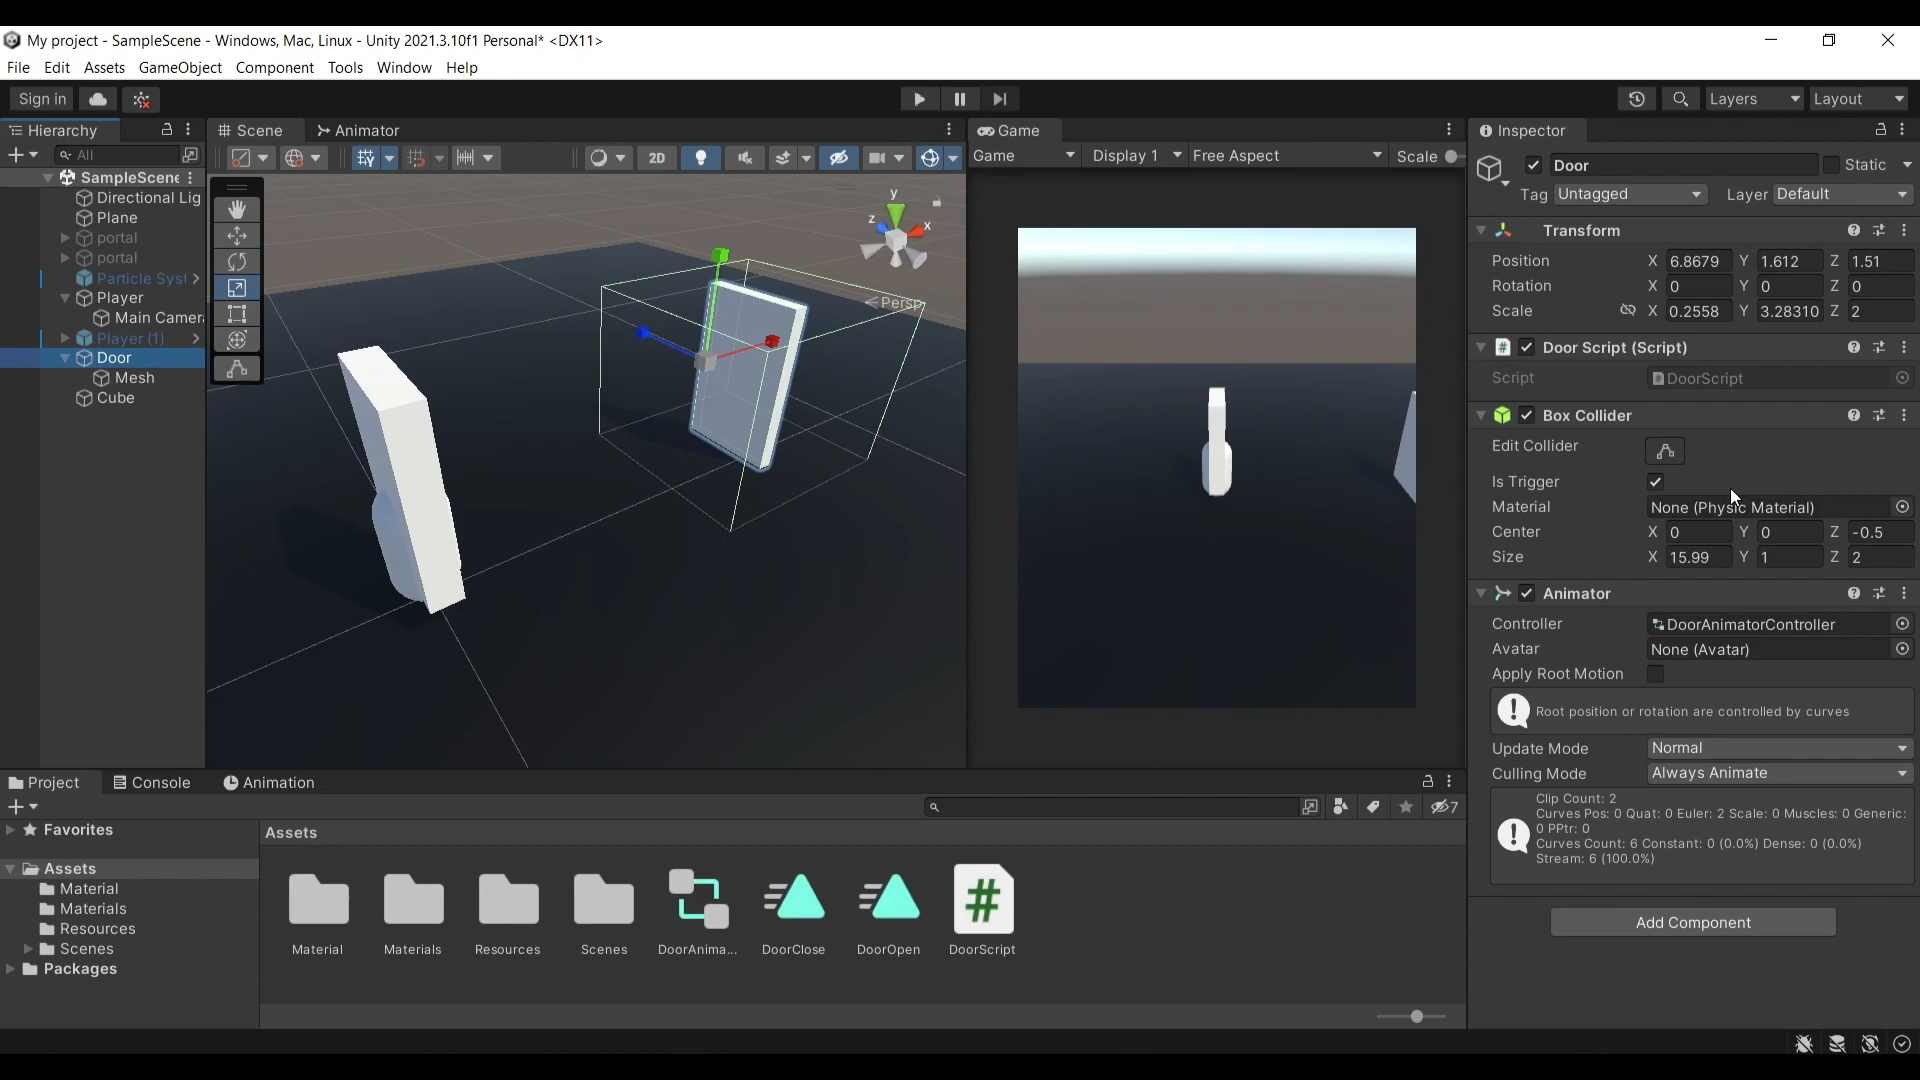 My project - SampleScene - Windows, Mac, Linux - Unity 2021.3.10f1 Personal* <DX11>
File Edit Assets GameObject Component Tools Window Help
Sign in Layers Layout
Hierarchy Scene Animator Game Inspector
All 2D Game Display 1 Free Aspect Scale Door Static
Tag Untagged Layer Default
SampleScene
Directional Lig
Plane
portal
portal
Particle Syst
Player
Main Camer
Player (1)
Door
Mesh
Cube
y
z
x
Persp
Transform
Position X 6.8679 Y 1.612 Z 1.51
Rotation X 0 Y 0 Z 0
Scale X 0.2558 Y 3.28310 Z 2
# Door Script (Script)
Script DoorScript
Box Collider
Edit Collider
Is Trigger
Material None (Physic Material)
Center X 0 Y 0 Z -0.5
Size X 15.99 Y 1 Z 2
Animator
Controller DoorAnimatorController
Avatar None (Avatar)
Apply Root Motion
Root position or rotation are controlled by curves
Update Mode Normal
Culling Mode Always Animate
Clip Count: 2
Curves Pos: 0 Quat: 0 Euler: 2 Scale: 0 Muscles: 0 Generic:
0 PPtr: 0
Curves Count: 6 Constant: 0 (0.0%) Dense: 0 (0.0%)
Stream: 6 (100.0%)
Add Component
Project Console Animation
7
Favorites
Assets
Material
Materials
Resources
Scenes
Packages
Assets
#
Material Materials Resources Scenes DoorAnima... DoorClose DoorOpen DoorScript